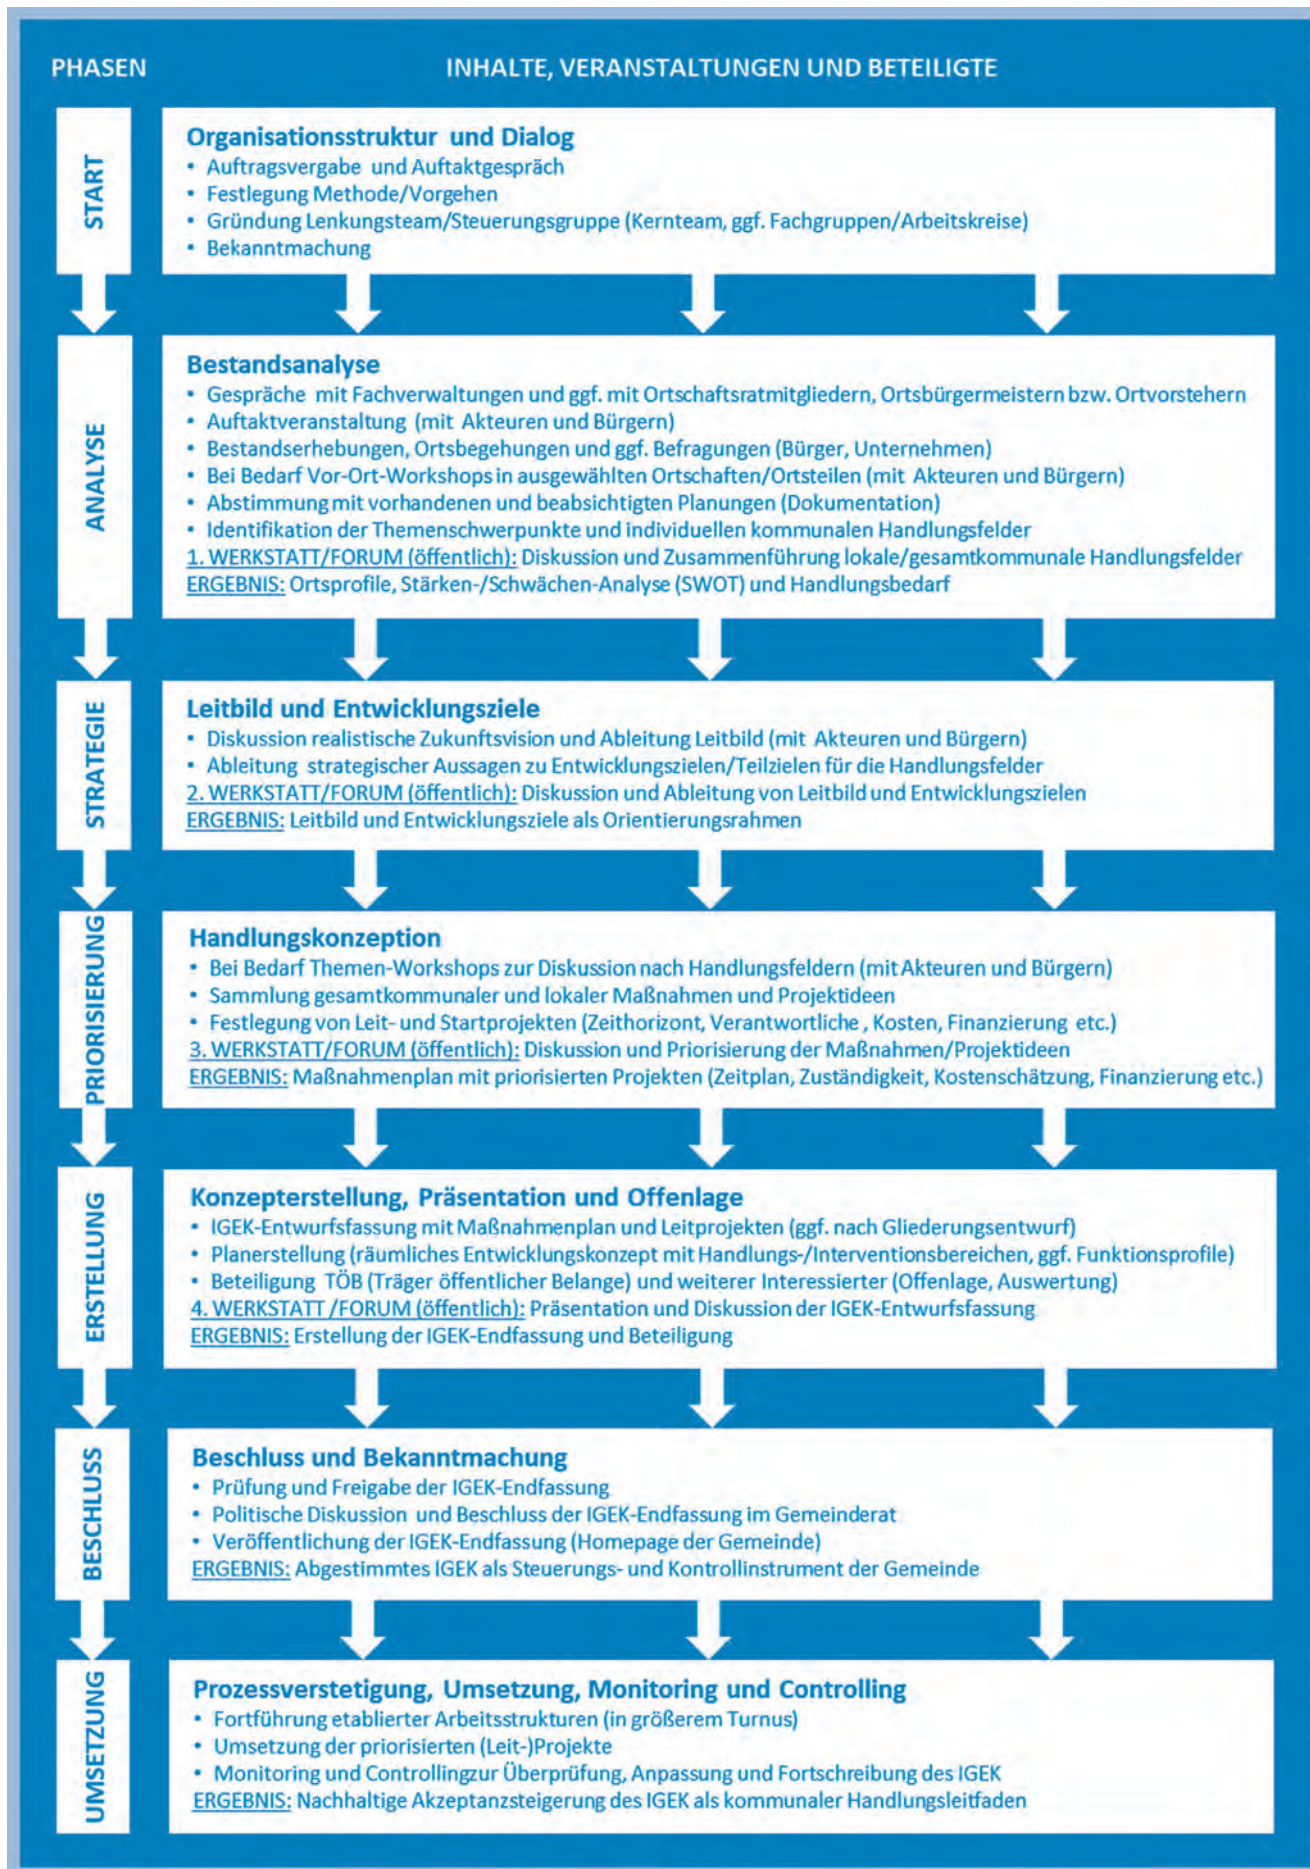 PHASEN
INHALTE, VERANSTALTUNGEN UND BETEILIGTE
START
Organisationsstruktur und Dialog
• Auftragsvergabe und Auftaktgespräch
• Festlegung Methode/Vorgehen
• Gründung Lenkungsteam/Steuerungsgruppe (Kernteam, ggf. Fachgruppen/Arbeitskreise)
• Bekanntmachung
ANALYSE
Bestandsanalyse
• Gespräche mit Fachverwaltungen und ggf. mit Ortschaftsratmitgliedern, Ortsbürgermeistern bzw. Ortvorstehern
• Auftaktveranstaltung (mit Akteuren und Bürgern)
• Bestandserhebungen, Ortsbegehungen und ggf. Befragungen (Bürger, Unternehmen)
• Bei Bedarf Vor-Ort-Workshops in ausgewählten Ortschaften/Ortsteilen (mit Akteuren und Bürgern)
• Abstimmung mit vorhandenen und beabsichtigten Planungen (Dokumentation)
• Identifikation der Themenschwerpunkte und individuellen kommunalen Handlungsfelder
1. WERKSTATT/FORUM (öffentlich): Diskussion und Zusammenführung lokale/gesamtkommunale Handlungsfelder
ERGEBNIS: Ortsprofile, Stärken-/Schwächen-Analyse (SWOT) und Handlungsbedarf
STRATEGIE
Leitbild und Entwicklungsziele
• Diskussion realistische Zukunftsvision und Ableitung Leitbild (mit Akteuren und Bürgern)
• Ableitung strategischer Aussagen zu Entwicklungszielen/Teilzielen für die Handlungsfelder
2. WERKSTATT/FORUM (öffentlich): Diskussion und Ableitung von Leitbild und Entwicklungszielen
ERGEBNIS: Leitbild und Entwicklungsziele als Orientierungsrahmen
PRIORISIERUNG
Handlungskonzeption
• Bei Bedarf Themen-Workshops zur Diskussion nach Handlungsfeldern (mit Akteuren und Bürgern)
• Sammlung gesamtkommunaler und lokaler Maßnahmen und Projektideen
• Festlegung von Leit- und Startprojekten (Zeithorizont, Verantwortliche , Kosten, Finanzierung etc.)
3. WERKSTATT/FORUM (öffentlich): Diskussion und Priorisierung der Maßnahmen/Projektideen
ERGEBNIS: Maßnahmenplan mit priorisierten Projekten (Zeitplan, Zuständigkeit, Kostenschätzung, Finanzierung etc.)
ERSTELLUNG
Konzepterstellung, Präsentation und Offenlage
• IGEK-Entwurfsfassung mit Maßnahmenplan und Leitprojekten (ggf. nach Gliederungsentwurf)
• Planerstellung (räumliches Entwicklungskonzept mit Handlungs-/Interventionsbereichen, ggf. Funktionsprofile)
• Beteiligung TÖB (Träger öffentlicher Belange) und weiterer Interessierter (Offenlage, Auswertung)
4. WERKSTATT /FORUM (öffentlich): Präsentation und Diskussion der IGEK-Entwurfsfassung
ERGEBNIS: Erstellung der IGEK-Endfassung und Beteiligung
BESCHLUSS
Beschluss und Bekanntmachung
• Prüfung und Freigabe der IGEK-Endfassung
• Politische Diskussion und Beschluss der IGEK-Endfassung im Gemeinderat
• Veröffentlichung der IGEK-Endfassung (Homepage der Gemeinde)
ERGEBNIS: Abgestimmtes IGEK als Steuerungs- und Kontrollinstrument der Gemeinde
UMSETZUNG
Prozessverstetigung, Umsetzung, Monitoring und Controlling
• Fortführung etablierter Arbeitsstrukturen (in größerem Turnus)
• Umsetzung der priorisierten (Leit-)Projekte
• Monitoring und Controllingzur Überprüfung, Anpassung und Fortschreibung des IGEK
ERGEBNIS: Nachhaltige Akzeptanzsteigerung des IGEK als kommunaler Handlungsleitfaden